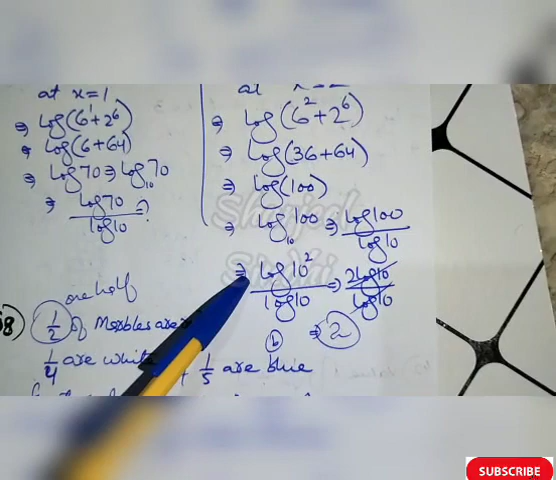 at x=1
⇒ log(6¹+2⁶)
⇒ log(6+64)
⇒ log70 ⇒ log₁₀70
⇒ log70/log10 ?
at x=2
⇒ log(6²+2⁶)
⇒ log(36+64)
⇒ log(100)
⇒ log₁₀100 ⇒ log100/log10
⇒ log10²/log10 ⇒ 2log10/log10
⇒ 2
(b)
one half
8) 1/2 of Marbles are
1/4 are white + 1/5 are blue
SUBSCRIBE